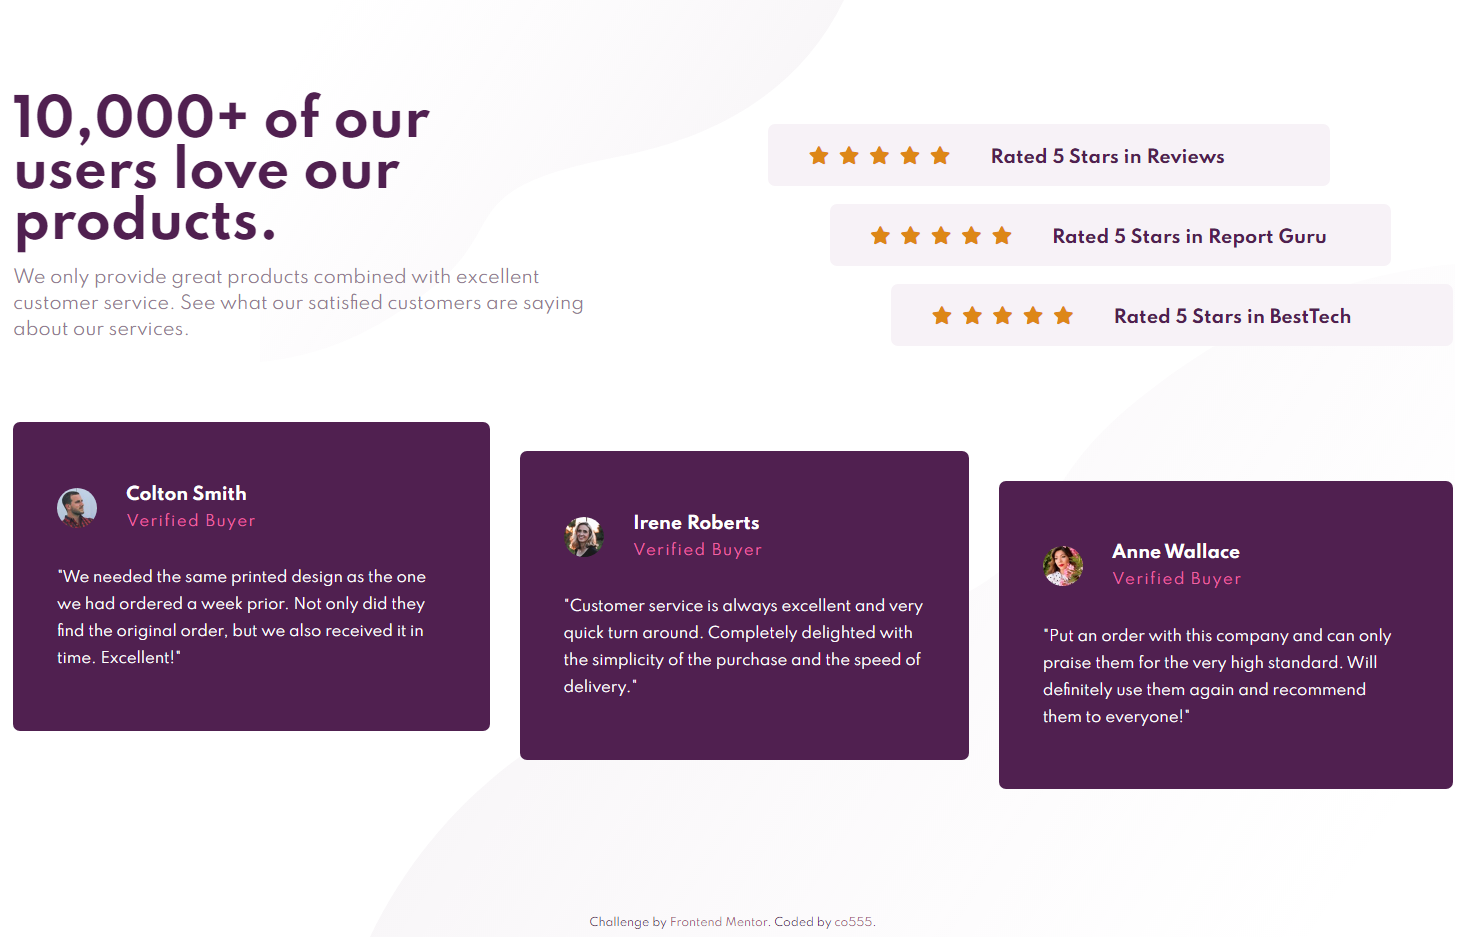 10,000+ of our
users love our
products.
We only provide great products combined with excellent
customer service. See what our satisfied customers are saying
about our services.
Rated 5 Stars in Reviews
Rated 5 Stars in Report Guru
Rated 5 Stars in BestTech
Colton Smith
Verified Buyer
"We needed the same printed design as the one
we had ordered a week prior. Not only did they
find the original order, but we also received it in
time. Excellent!"
Irene Roberts
Verified Buyer
"Customer service is always excellent and very
quick turn around. Completely delighted with
the simplicity of the purchase and the speed of
delivery."
Anne Wallace
Verified Buyer
"Put an order with this company and can only
praise them for the very high standard. Will
definitely use them again and recommend
them to everyone!"
Challenge by Frontend Mentor. Coded by co555.